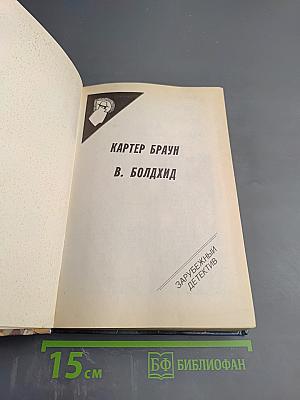 КАРТЕР БРАУН
В. БОЛДХИД
ЗАРУБЕЖНЫЙ
ДЕТЕКТИВ
15 см
БФ БИБЛИОФАН